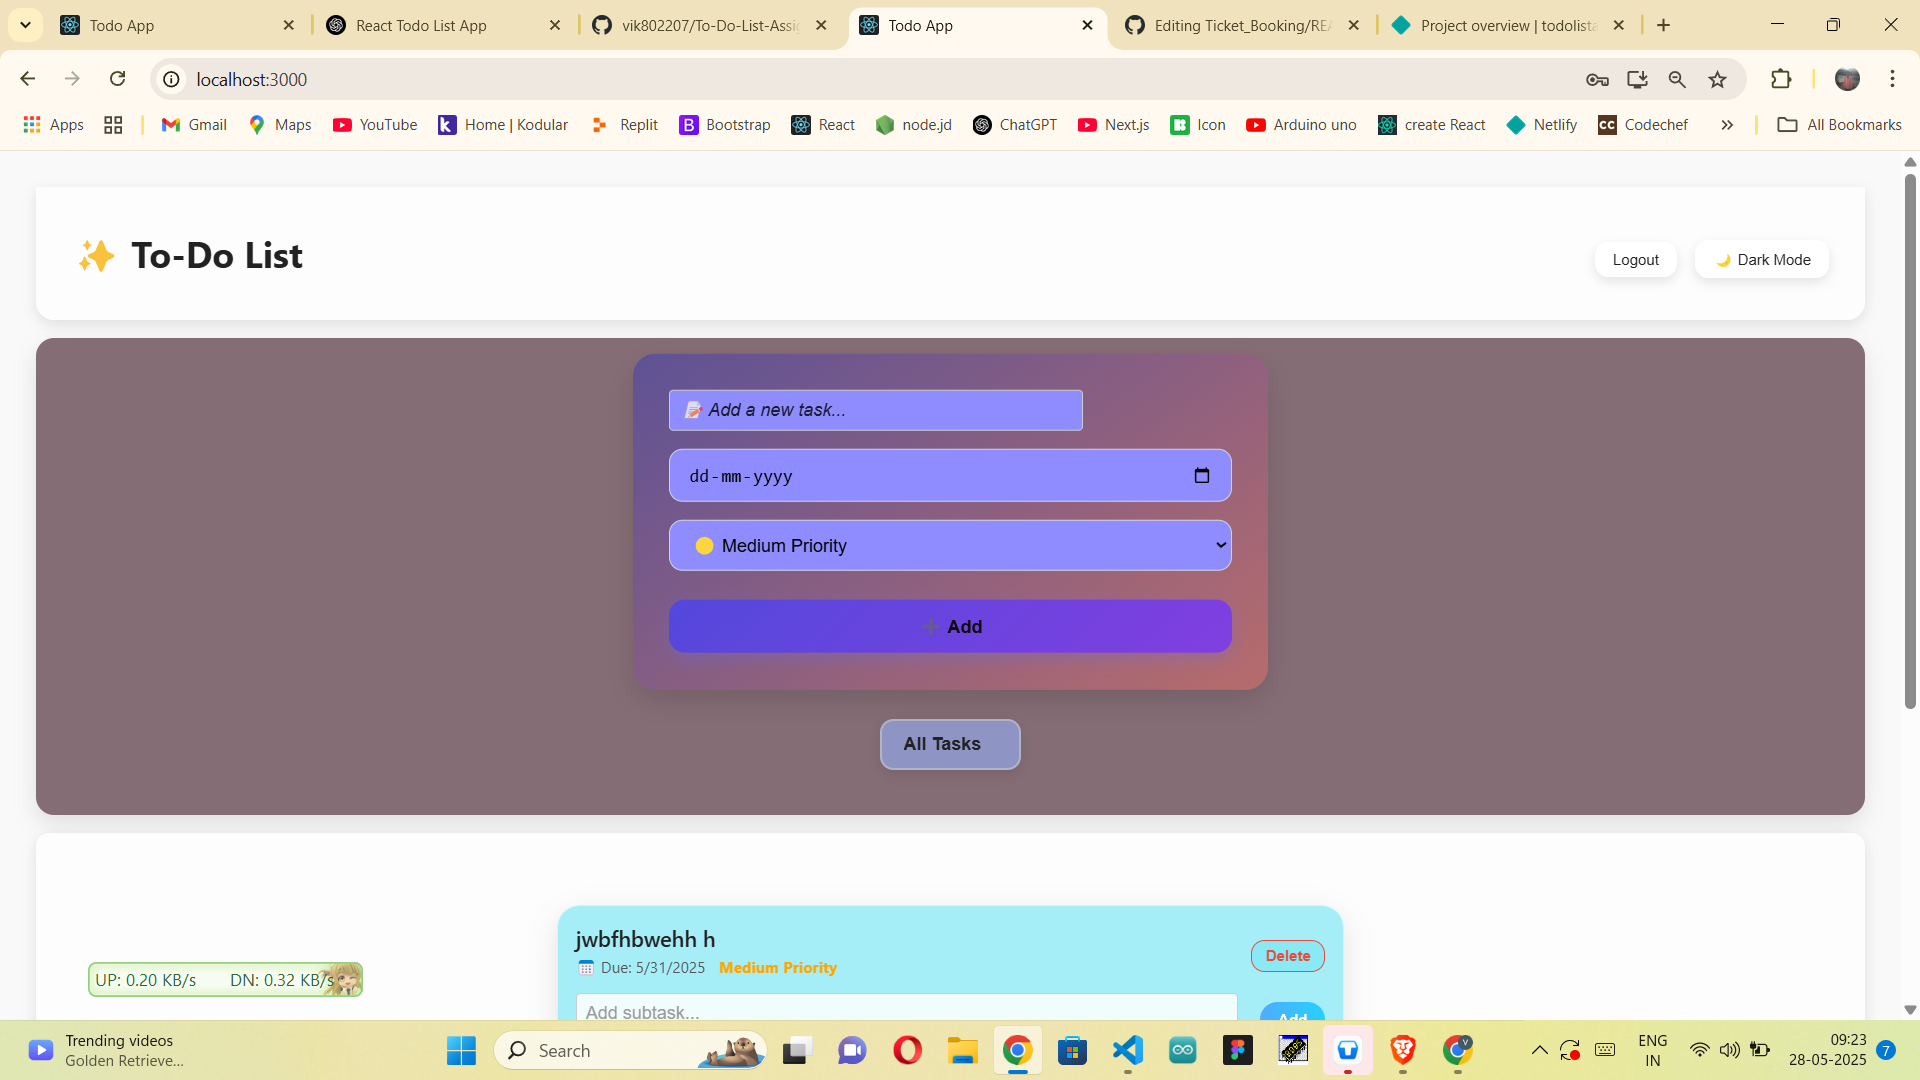 Todo App
React Todo List App
vik802207/To-Do-List-Assig
Todo App
Editing Ticket_Booking/REA
Project overview | todolista
localhost:3000
Apps
Gmail
Maps
YouTube
Home | Kodular
Replit
Bootstrap
React
node.jd
ChatGPT
Next.js
Icon
Arduino uno
create React
Netlify
Codechef
All Bookmarks
✨ To-Do List
Logout
🌙 Dark Mode
📝 Add a new task...
dd-mm-yyyy
🟡 Medium Priority
➕ Add
All Tasks
jwbfhbwehh h
📅 Due: 5/31/2025 Medium Priority
Delete
Add subtask...
Add
UP: 0.20 KB/s DN: 0.32 KB/s
Trending videos
Golden Retrieve...
Search
ENG
IN
09:23
28-05-2025
7